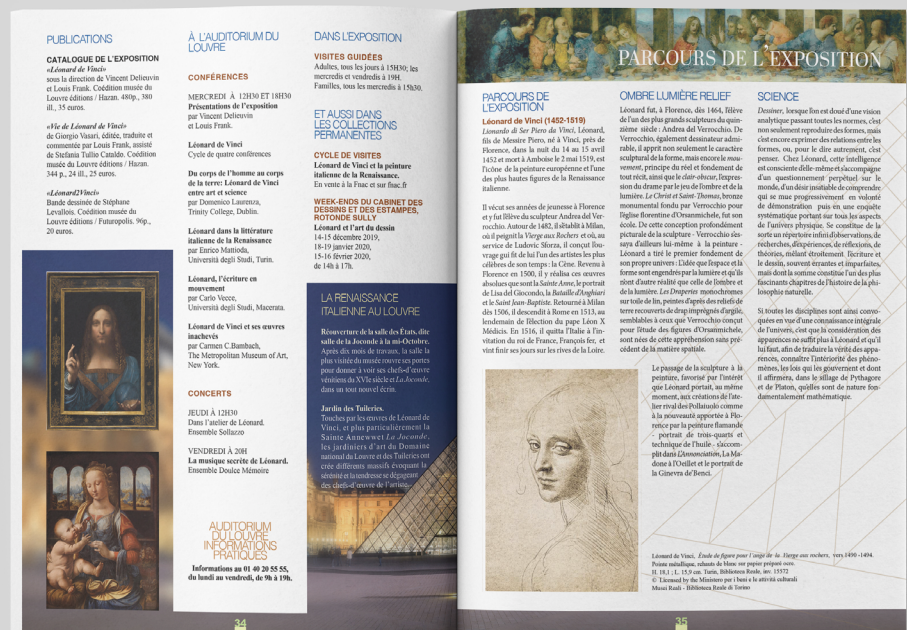 PUBLICATIONS
CATALOGUE DE L'EXPOSITION
«Léonard de Vinci»
sous la direction de Vincent Delieuvin
et Louis Frank. Coédition musée du
Louvre éditions / Hazan. 480p., 380
ill., 35 euros.
«Vie de Léonard de Vinci»
de Giorgio Vasari, éditée, traduite et
commentée par Louis Frank, assisté
de Stefania Tullio Cataldo. Coédition
musée du Louvre éditions / Hazan.
344 p., 24 ill., 25 euros.
«Léonard2Vinci»
Bande dessinée de Stéphane
Levallois. Coédition musée du
Louvre éditions / Futuropolis. 96p.,
20 euros.
À L'AUDITORIUM DU
LOUVRE
CONFÉRENCES
MERCREDI À 12H30 ET 18H30
Présentations de l'exposition
par Vincent Delieuvin
et Louis Frank.
Léonard de Vinci
Cycle de quatre conférences
Du corps de l'homme au corps
de la terre: Léonard de Vinci
entre art et science
par Domenico Laurenza,
Trinity College, Dublin.
Léonard dans la littérature
italienne de la Renaissance
par Enrico Mattioda,
Università degli Studi, Turin.
Léonard, l'écriture en
mouvement
par Carlo Vecce,
Università degli Studi, Macerata.
Léonard de Vinci et ses œuvres
inachevés
par Carmen C.Bambach,
The Metropolitan Museum of Art,
New York.
CONCERTS
JEUDI À 12H30
Dans l'atelier de Léonard.
Ensemble Sollazzo
VENDREDI À 20H
La musique secrète de Léonard.
Ensemble Doulce Mémoire
AUDITORIUM
DU LOUVRE
INFORMATIONS
PRATIQUES
Informations au 01 40 20 55 55,
du lundi au vendredi, de 9h à 19h.
DANS L'EXPOSITION
VISITES GUIDÉES
Adultes, tous les jours à 15H30; les
mercredis et vendredis à 19H.
Familles, tous les mercredis à 15h30.
ET AUSSI DANS
LES COLLECTIONS
PERMANENTES
CYCLE DE VISITES
Léonard de Vinci et la peinture
italienne de la Renaissance.
En vente à la Fnac et sur fnac.fr
WEEK-ENDS DU CABINET DES
DESSINS ET DES ESTAMPES,
ROTONDE SULLY
Léonard et l'art du dessin
14-15 décembre 2019,
18-19 janvier 2020,
15-16 février 2020,
de 14h à 17h.
LA RENAISSANCE
ITALIENNE AU LOUVRE
Réouverture de la salle des États, dite
salle de la Joconde à la mi-Octobre.
Après dix mois de travaux, la salle la
plus visitée du musée rouvre ses portes
pour donner à voir ses chefs-d'œuvre
vénitiens du XVIe siècle et La Joconde,
dans un tout nouvel écrin.
Jardin des Tuileries.
Touchés par les œuvres de Léonard de
Vinci, et plus particulièrement la
Sainte Annewwet La Joconde,
les jardiniers d'art du Domaine
national du Louvre et des Tuileries ont
crée différents massifs évoquant la
sérénité et la tendresse se dégageant
des chefs-d'œuvre de l'artiste.
34
PARCOURS DE L'EXPOSITION
PARCOURS DE
L'EXPOSITION
Léonard de Vinci (1452-1519)
Lionardo di Ser Piero da Vinci, Léonard,
fils de Messire Piero, né à Vinci, près de
Florence, dans la nuit du 14 au 15 avril
1452 et mort à Amboise le 2 mai 1519, est
l'icône de la peinture européenne et l'une
des plus hautes figures de la Renaissance
italienne.
Il vécut ses années de jeunesse à Florence
et y fut l'élève du sculpteur Andrea del Ver-
rocchio. Autour de 1482, il s'établit à Milan,
où il peignit la Vierge aux Rochers et où, au
service de Ludovic Sforza, il conçut l'ou-
vrage qui fit de lui l'un des artistes les plus
célèbres de son temps : la Cène. Revenu à
Florence en 1500, il y réalisa ces œuvres
absolues que sont la Sainte Anne, le portrait
de Lisa del Giocondo, la Bataille d'Anghiari
et le Saint Jean-Baptiste. Retourné à Milan
dès 1506, il descendit à Rome en 1513, au
lendemain de l'élection du pape Léon X
Médicis. En 1516, il quitta l'Italie à l'in-
vitation du roi de France, François Ier, et
vint finir ses jours sur les rives de la Loire.
OMBRE LUMIÈRE RELIEF
Léonard fut, à Florence, dès 1464, l'élève
de l'un des plus grands sculpteurs du quin-
zième siècle : Andrea del Verrocchio. De
Verrocchio, également dessinateur admi-
rable, il apprit non seulement le caractère
sculptural de la forme, mais encore le mou-
vement, principe du réel et fondement de
tout récit, ainsi que le clair-obscur, l'expres-
sion du drame par le jeu de l'ombre et de la
lumière. Le Christ et Saint-Thomas, bronze
monumental fondu par Verrocchio pour
l'église florentine d'Orsanmichele, fut son
école. De cette conception profondément
picturale de la sculpture - Verrocchio s'es-
saya d'ailleurs lui-même à la peinture -
Léonard a tiré le premier fondement de
son propre univers : L'idée que l'espace et la
forme sont engendrés par la lumière et qu'ils
n'ont d'autre réalité que celle de l'ombre et
de la lumière. Les Draperies monochromes
sur toile de lin, peintes d'après des reliefs de
terre recouverts de drap imprégnés d'argile,
semblables à ceux que Verrocchio conçut
pour l'étude des figures d'Orsanmichele,
sont nées de cette appréhension sans pré-
cédent de la matière spatiale.
Le passage de la sculpture à la
peinture, favorisé par l'intérêt
que Léonard portait, au même
moment, aux créations de l'ate-
lier rival des Pollaiuolo comme
à la nouveauté apportée à Flo-
rence par la peinture flamande
- portrait de trois-quarts et
technique de l'huile - s'accom-
plit dans L'Annonciation, La Ma-
done à l'Oeillet et le portrait de
la Ginevra de'Benci.
SCIENCE
Dessiner, lorsque l'on est doué d'une vision
analytique passant toutes les normes, c'est
non seulement reproduire des formes, mais
c'est encore exprimer des relations entre les
formes, ou, pour le dire autrement, c'est
penser. Chez Léonard, cette intelligence
est consciente d'elle-même et s'accompagne
d'un questionnement perpétuel sur le
monde, d'un désir insatiable de comprendre
qui se mue progressivement en volonté
de démonstration puis en une enquête
systématique portant sur tous les aspects
de l'univers physique. Se constitue de la
sorte un répertoire infini d'observations, de
recherches, d'expériences, de réflexions, de
théories, mêlant étroitement l'écriture et
le dessin, souvent errantes et imparfaites,
mais dont la somme constitue l'un des plus
fascinants chapitres de l'histoire de la phi-
losophie naturelle.
Si toutes les disciplines sont ainsi convo-
quées en vue d'une connaissance intégrale
de l'univers, c'est que la considération des
apparences ne suffit plus à Léonard et qu'il
lui faut, afin de traduire la vérité des appa-
rences, connaître l'intériorité des phéno-
mènes, les lois qui les gouvernent et dont
il affirmera, dans le sillage de Pythagore
et de Platon, qu'elles sont de nature fon-
damentalement mathématique.
Léonard de Vinci, Étude de figure pour l'ange de la Vierge aux rochers, vers 1490 -1494.
Pointe métallique, rehauts de blanc sur papier préparé ocre.
H. 18,1 ; L. 15,9 cm. Turin, Biblioteca Reale, inv. 15572
© Licensed by the Ministero per i beni e le attività culturali
Musei Reali - Biblioteca Reale di Torino
35